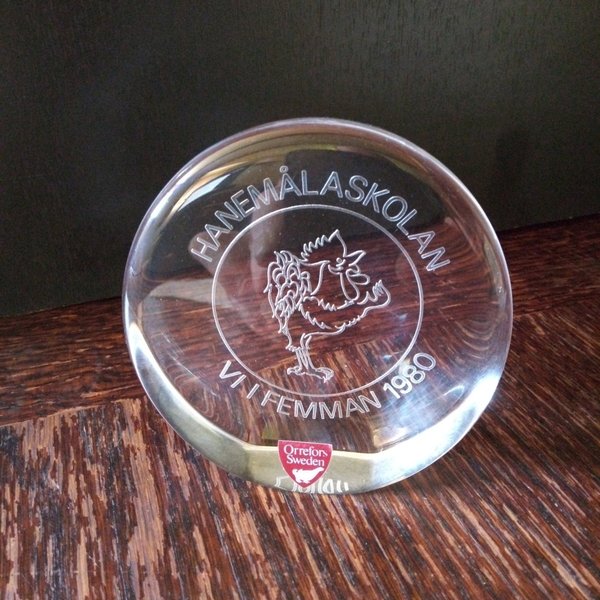 HANEMÅLASKOLAN
VI I FEMMAN 1980
Orrefors
Sweden